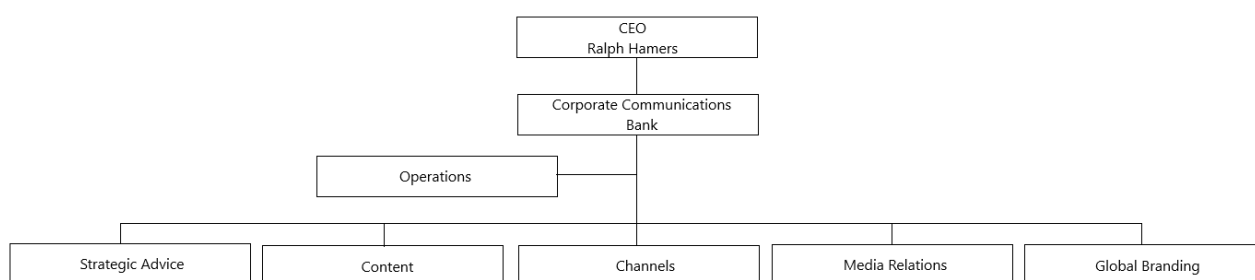 CEO
Ralph Hamers
Corporate Communications
Bank
Operations
Strategic Advice
Content
Channels
Media Relations
Global Branding